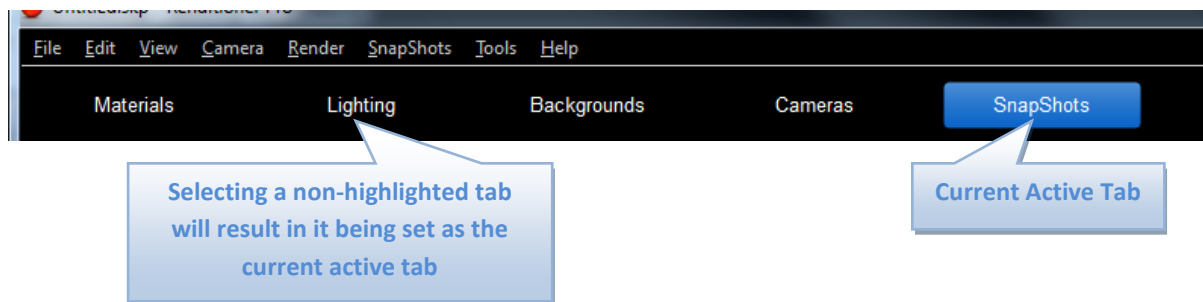 File Edit View Camera Render SnapShots Tools Help
Materials Lighting Backgrounds Cameras SnapShots
Selecting a non-highlighted tab
will result in it being set as the
current active tab
Current Active Tab